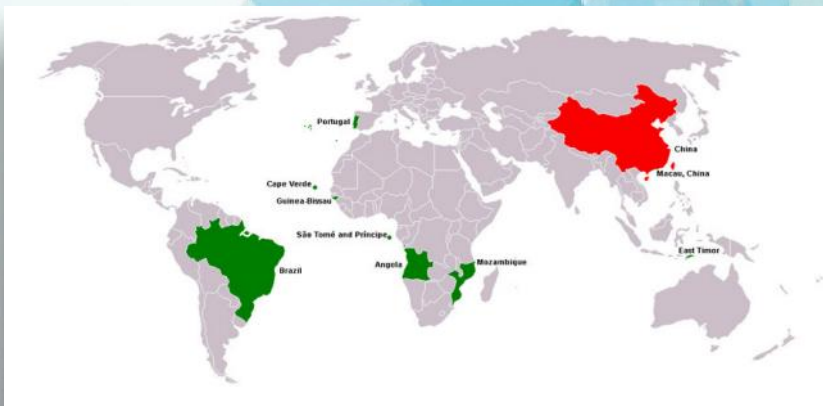 Portugal
China
Macau, China
Cape Verde
Guinea-Bissau
São Tomé and Príncipe
East Timor
Angola
Mozambique
Brazil